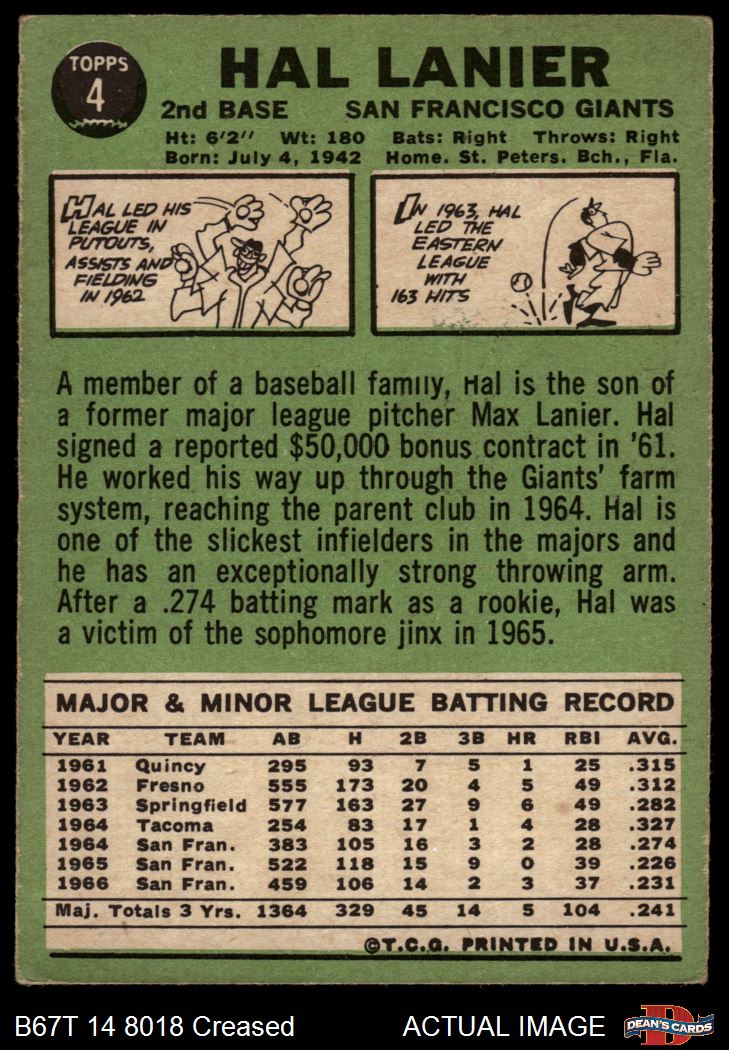 TOPPS
4
HAL LANIER
2nd BASE SAN FRANCISCO GIANTS
Ht: 6'2" Wt: 180 Bats: Right Throws: Right
Born: July 4, 1942 Home. St. Peters. Bch., Fla.
HAL LED HIS
LEAGUE IN
PUTOUTS,
ASSISTS AND
FIELDING
IN 1962
IN 1963, HAL
LED THE
EASTERN
LEAGUE
WITH
163 HITS
A member of a baseball family, Hal is the son of
a former major league pitcher Max Lanier. Hal
signed a reported $50,000 bonus contract in '61.
He worked his way up through the Giants' farm
system, reaching the parent club in 1964. Hal is
one of the slickest infielders in the majors and
he has an exceptionally strong throwing arm.
After a .274 batting mark as a rookie, Hal was
a victim of the sophomore jinx in 1965.
MAJOR & MINOR LEAGUE BATTING RECORD
YEAR TEAM AB H 2B 3B HR RBI AVG.
1961 Quincy 295 93 7 5 1 25 .315
1962 Fresno 555 173 20 4 5 49 .312
1963 Springfield 577 163 27 9 6 49 .282
1964 Tacoma 254 83 17 1 4 28 .327
1964 San Fran. 383 105 16 3 2 28 .274
1965 San Fran. 522 118 15 9 0 39 .226
1966 San Fran. 459 106 14 2 3 37 .231
Maj. Totals 3 Yrs. 1364 329 45 14 5 104 .241
©T.C.G. PRINTED IN U.S.A.
B67T 14 8018 Creased ACTUAL IMAGE
D
DEAN'S CARDS